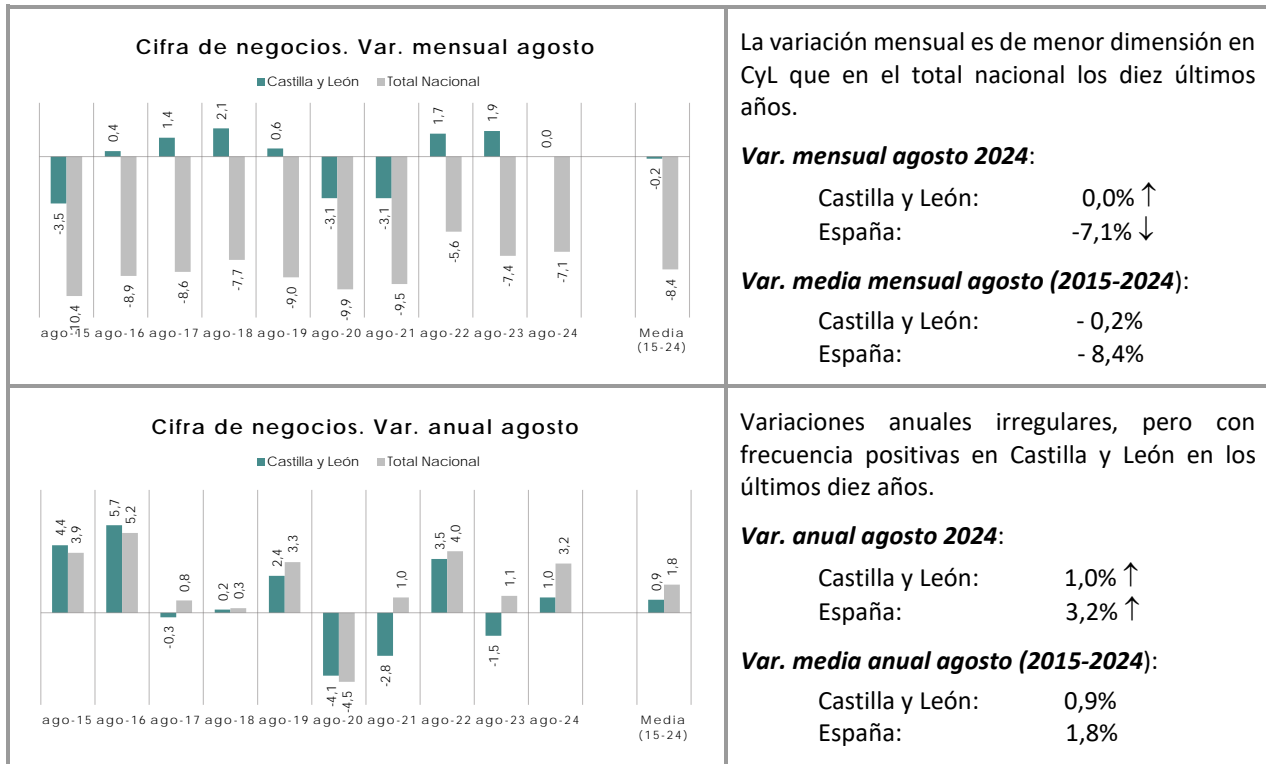 Cifra de negocios. Var. mensual agosto
Castilla y León Total Nacional
-3,5 0,4 1,4 2,1 0,6 -3,1 -3,1 1,7 1,9 0,0 -0,2
-10,4 -8,9 -8,6 -7,7 -9,0 -9,9 -9,5 -5,6 -7,4 -7,1 -8,4
ago-15 ago-16 ago-17 ago-18 ago-19 ago-20 ago-21 ago-22 ago-23 ago-24 Media
(15-24)
La variación mensual es de menor dimensión en
CyL que en el total nacional los diez últimos
años.
Var. mensual agosto 2024:
Castilla y León: 0,0% ↑
España: -7,1% ↓
Var. media mensual agosto (2015-2024):
Castilla y León: - 0,2%
España: - 8,4%
Cifra de negocios. Var. anual agosto
Castilla y León Total Nacional
4,4 5,7 -0,3 0,2 2,4 -4,1 -2,8 3,5 -1,5 1,0 0,9
3,9 5,2 0,8 0,3 3,3 -4,5 1,0 4,0 1,1 3,2 1,8
ago-15 ago-16 ago-17 ago-18 ago-19 ago-20 ago-21 ago-22 ago-23 ago-24 Media
(15-24)
Variaciones anuales irregulares, pero con
frecuencia positivas en Castilla y León en los
últimos diez años.
Var. anual agosto 2024:
Castilla y León: 1,0% ↑
España: 3,2% ↑
Var. media anual agosto (2015-2024):
Castilla y León: 0,9%
España: 1,8%